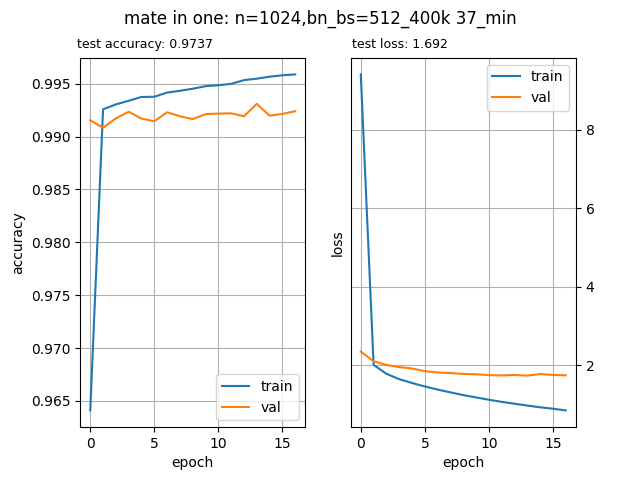 mate in one: n=1024,bn_bs=512_400k 37_min
test accuracy: 0.9737
0.995
0.990
0.985
0.980
0.975
0.970
0.965
accuracy
0
5
10
15
epoch
train
val
test loss: 1.692
train
val
8
6
4
2
loss
0
5
10
15
epoch